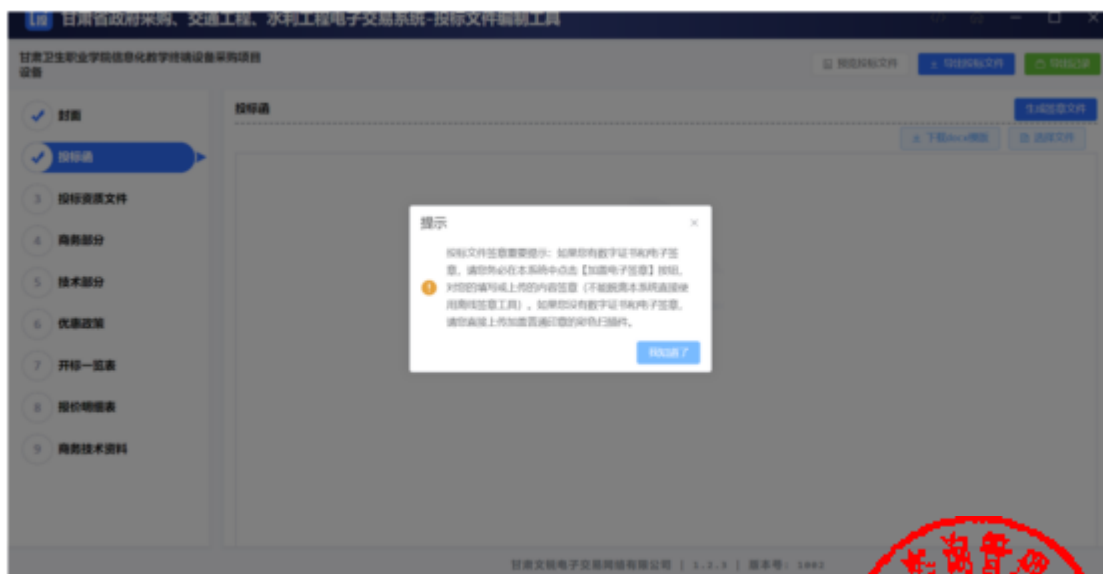 甘肃省政府采购、交通工程、水利工程电子交易系统-投标文件编制工具
甘肃卫生职业学院信息化教学终端设备采购项目
设备
预览投标文件
导出投标文件
导出记录
封面
投标函
3 投标资质文件
4 商务部分
5 技术部分
6 优惠政策
7 开标一览表
8 报价明细表
9 商务技术资料
投标函
生成签章文件
下载docx模版
选择文件
提示
投标文件签章重要提示：如果您有数字证书和电子签
章，请您务必在本系统中点击【加盖电子签章】按钮，
对您的填写或上传的内容签章（不能脱离本系统直接使
用离线签章工具）。如果您没有数字证书和电子签章，
请您直接上传加盖普通印章的彩色扫描件。
我知道了
甘肃文锐电子交易网络有限公司 | 1.2.3 | 版本号: 1002